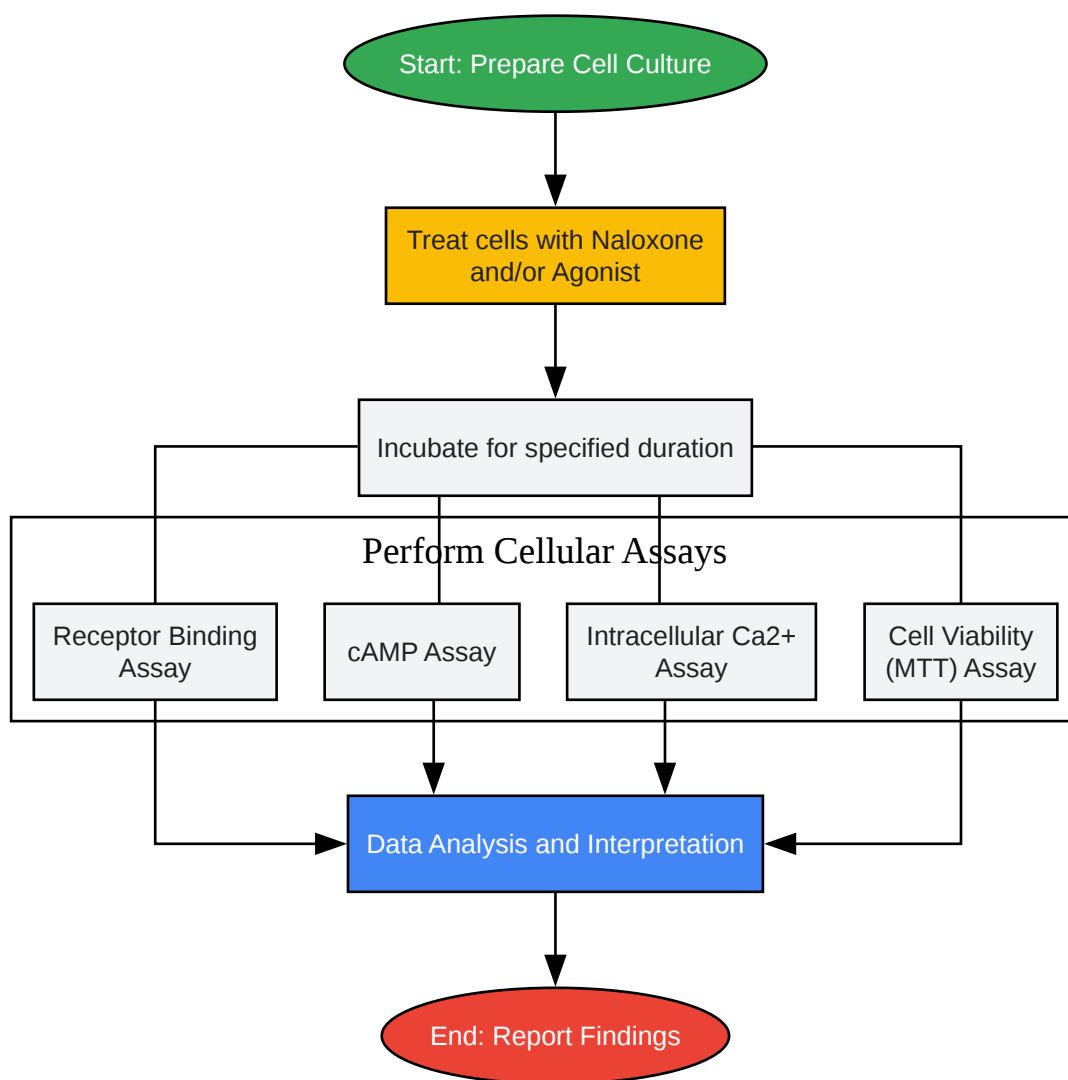 Start: Prepare Cell Culture
Treat cells with Naloxone
and/or Agonist
Incubate for specified duration
Perform Cellular Assays
Receptor Binding
Assay
cAMP Assay
Intracellular Ca2+
Assay
Cell Viability
(MTT) Assay
Data Analysis and Interpretation
End: Report Findings